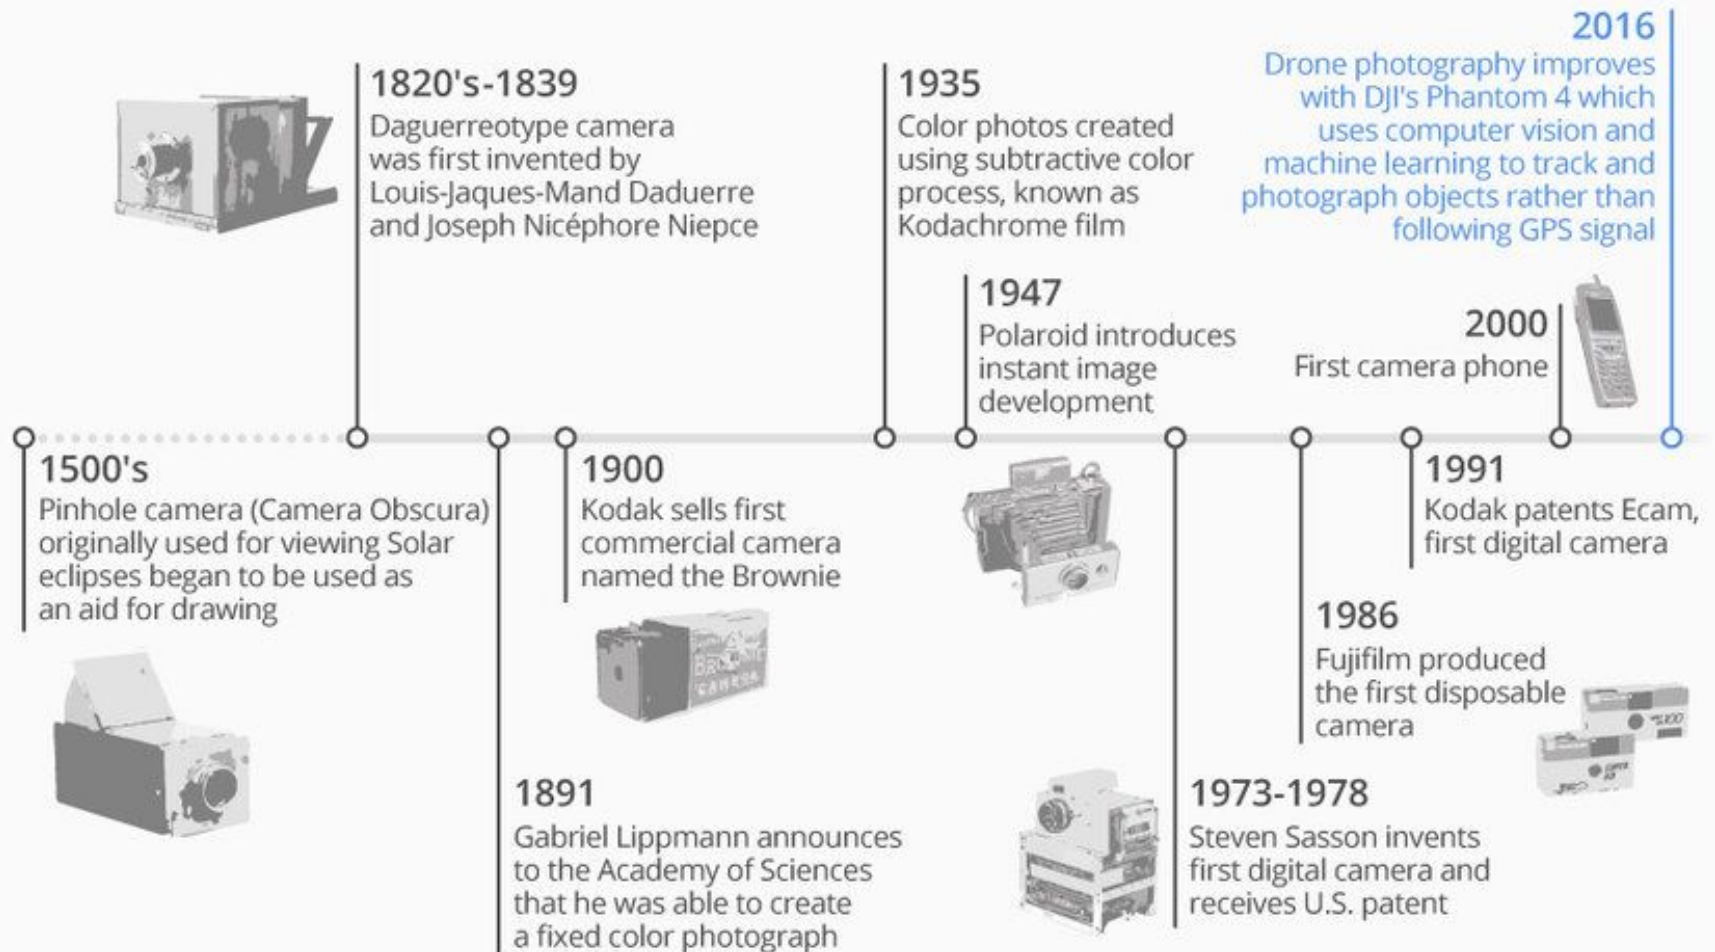 1820's-1839
Daguerreotype camera
was first invented by
Louis-Jaques-Mand Daduerre
and Joseph Nicéphore Niepce
1935
Color photos created
using subtractive color
process, known as
Kodachrome film
2016
Drone photography improves
with DJI's Phantom 4 which
uses computer vision and
machine learning to track and
photograph objects rather than
following GPS signal
1947
Polaroid introduces
instant image
development
2000
First camera phone
1500's
Pinhole camera (Camera Obscura)
originally used for viewing Solar
eclipses began to be used as
an aid for drawing
1900
Kodak sells first
commercial camera
named the Brownie
CAMERA
1991
Kodak patents Ecam,
first digital camera
1986
Fujifilm produced
the first disposable
camera
100
1891
Gabriel Lippmann announces
to the Academy of Sciences
that he was able to create
a fixed color photograph
1973-1978
Steven Sasson invents
first digital camera and
receives U.S. patent